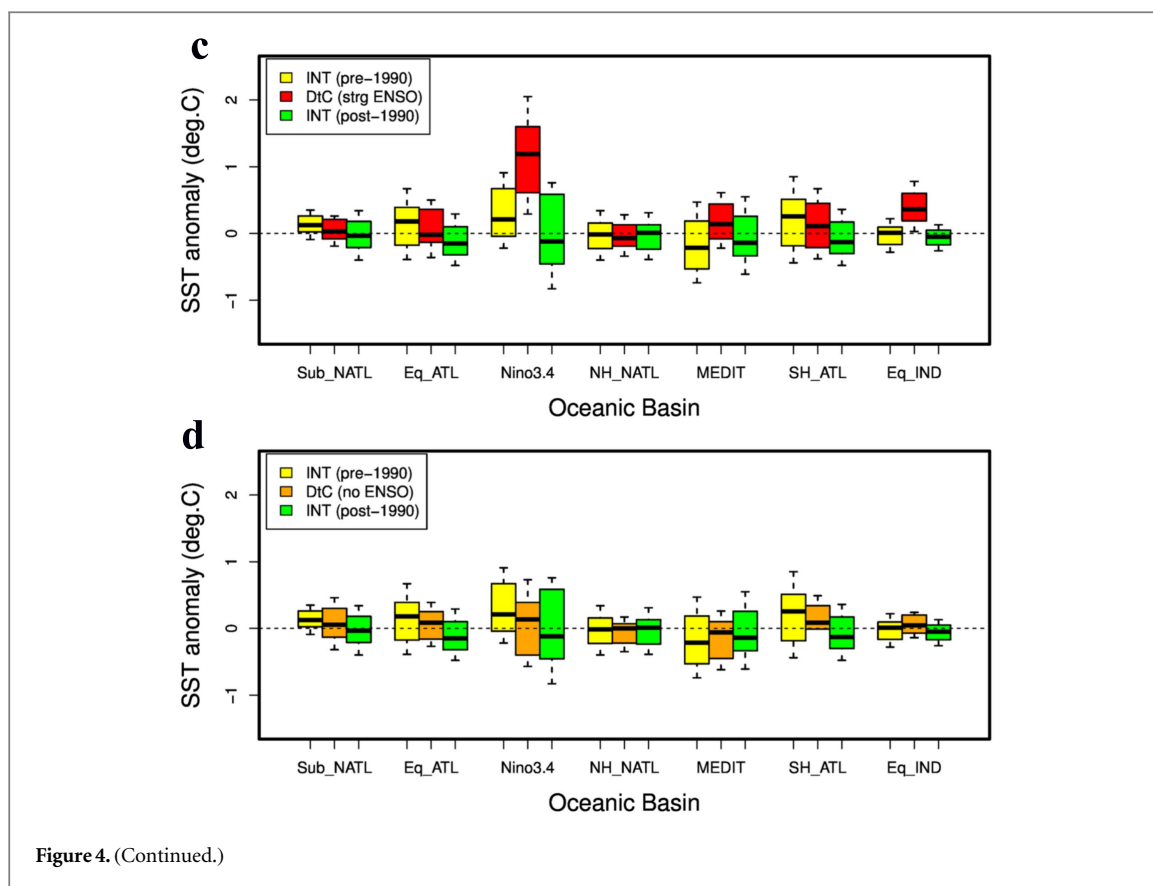 c
INT (pre−1990)
DtC (strg ENSO)
INT (post−1990)
SST anomaly (deg.C)
2
1
0
−1
Sub_NATL Eq_ATL Nino3.4 NH_NATL MEDIT SH_ATL Eq_IND
Oceanic Basin
d
INT (pre−1990)
DtC (no ENSO)
INT (post−1990)
SST anomaly (deg.C)
2
1
0
−1
Sub_NATL Eq_ATL Nino3.4 NH_NATL MEDIT SH_ATL Eq_IND
Oceanic Basin
Figure 4. (Continued.)